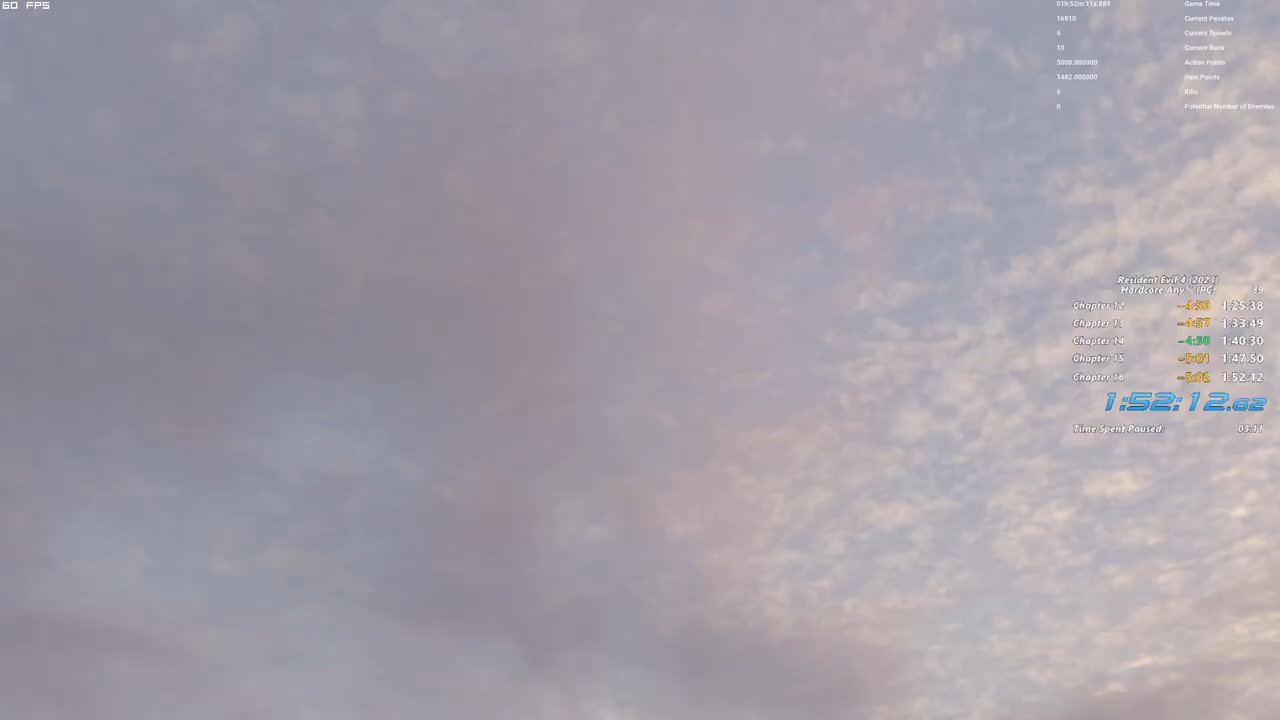 60 FPS
01h:52m:11s.889 Game Time
16810 Current Pesetas
6 Current Spinels
10 Current Rank
5000.000000 Action Points
1482.000000 Item Points
6 Kills
0 Potential Number of Enemies
Resident Evil 4 (2023)
Hardcore Any% (PC) 89
Chapter 12 -4:50 1:25:38
Chapter 13 -4:57 1:33:49
Chapter 14 -4:50 1:40:30
Chapter 15 -5:01 1:47:50
Chapter 16 -5:02 1:52:12
1:52:12.62
Time Spent Paused: 03:11